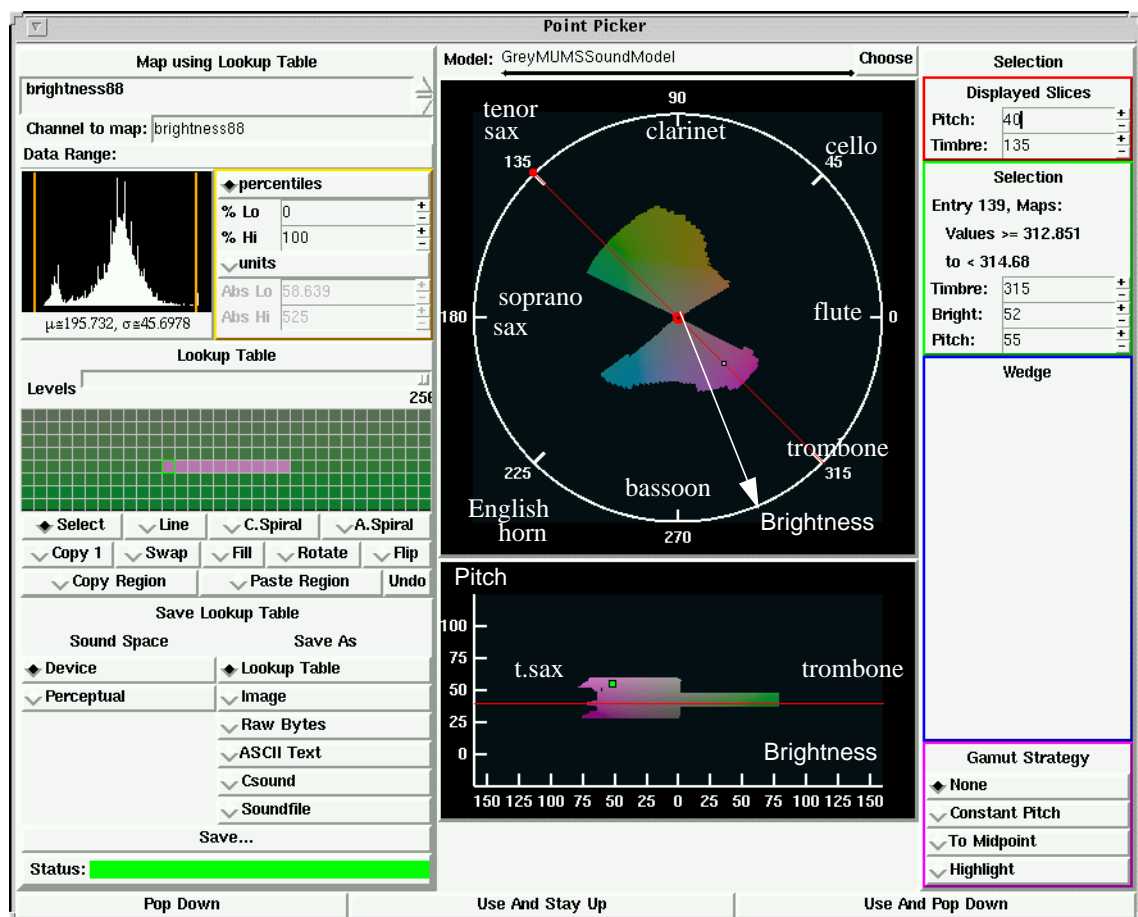 Point Picker
Map using Lookup Table
brightness88
Channel to map: brightness88
Data Range:
percentiles
% Lo 0 + -
% Hi 100 + -
units
Abs Lo 58.639 + -
Abs Hi 525 + -
μ≅195.732, σ≅45.6978
Lookup Table
Levels
256
Select Line C.Spiral A.Spiral
Copy 1 Swap Fill Rotate Flip
Copy Region Paste Region Undo
Save Lookup Table
Sound Space Save As
Device Lookup Table
Perceptual Image
Raw Bytes
ASCII Text
Csound
Soundfile
Save...
Status:
Model: GreyMUMSSoundModel Choose
90
tenor
sax
clarinet
cello
135
45
soprano
sax
flute
180
0
trombone
225
315
English
horn
bassoon
270
Brightness
Pitch
100
75
50
25
0
t.sax
trombone
Brightness
150 125 100 75 50 25 0 25 50 75 100 125 150
Selection
Displayed Slices
Pitch: 40 + -
Timbre: 135 + -
Selection
Entry 139, Maps:
Values >= 312.851
to < 314.68
Timbre: 315 + -
Bright: 52 + -
Pitch: 55 + -
Wedge
Gamut Strategy
None
Constant Pitch
To Midpoint
Highlight
Pop Down Use And Stay Up Use And Pop Down